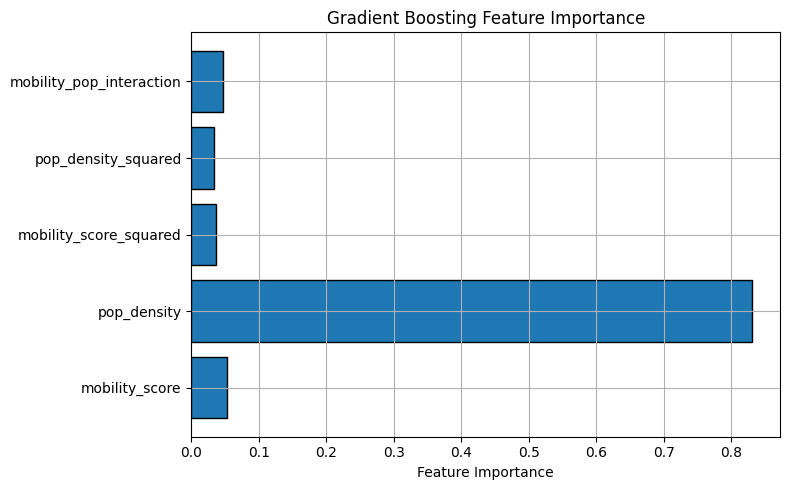 Gradient Boosting Feature Importance
mobility_pop_interaction
pop_density_squared
mobility_score_squared
pop_density
mobility_score
0.0 0.1 0.2 0.3 0.4 0.5 0.6 0.7 0.8
Feature Importance